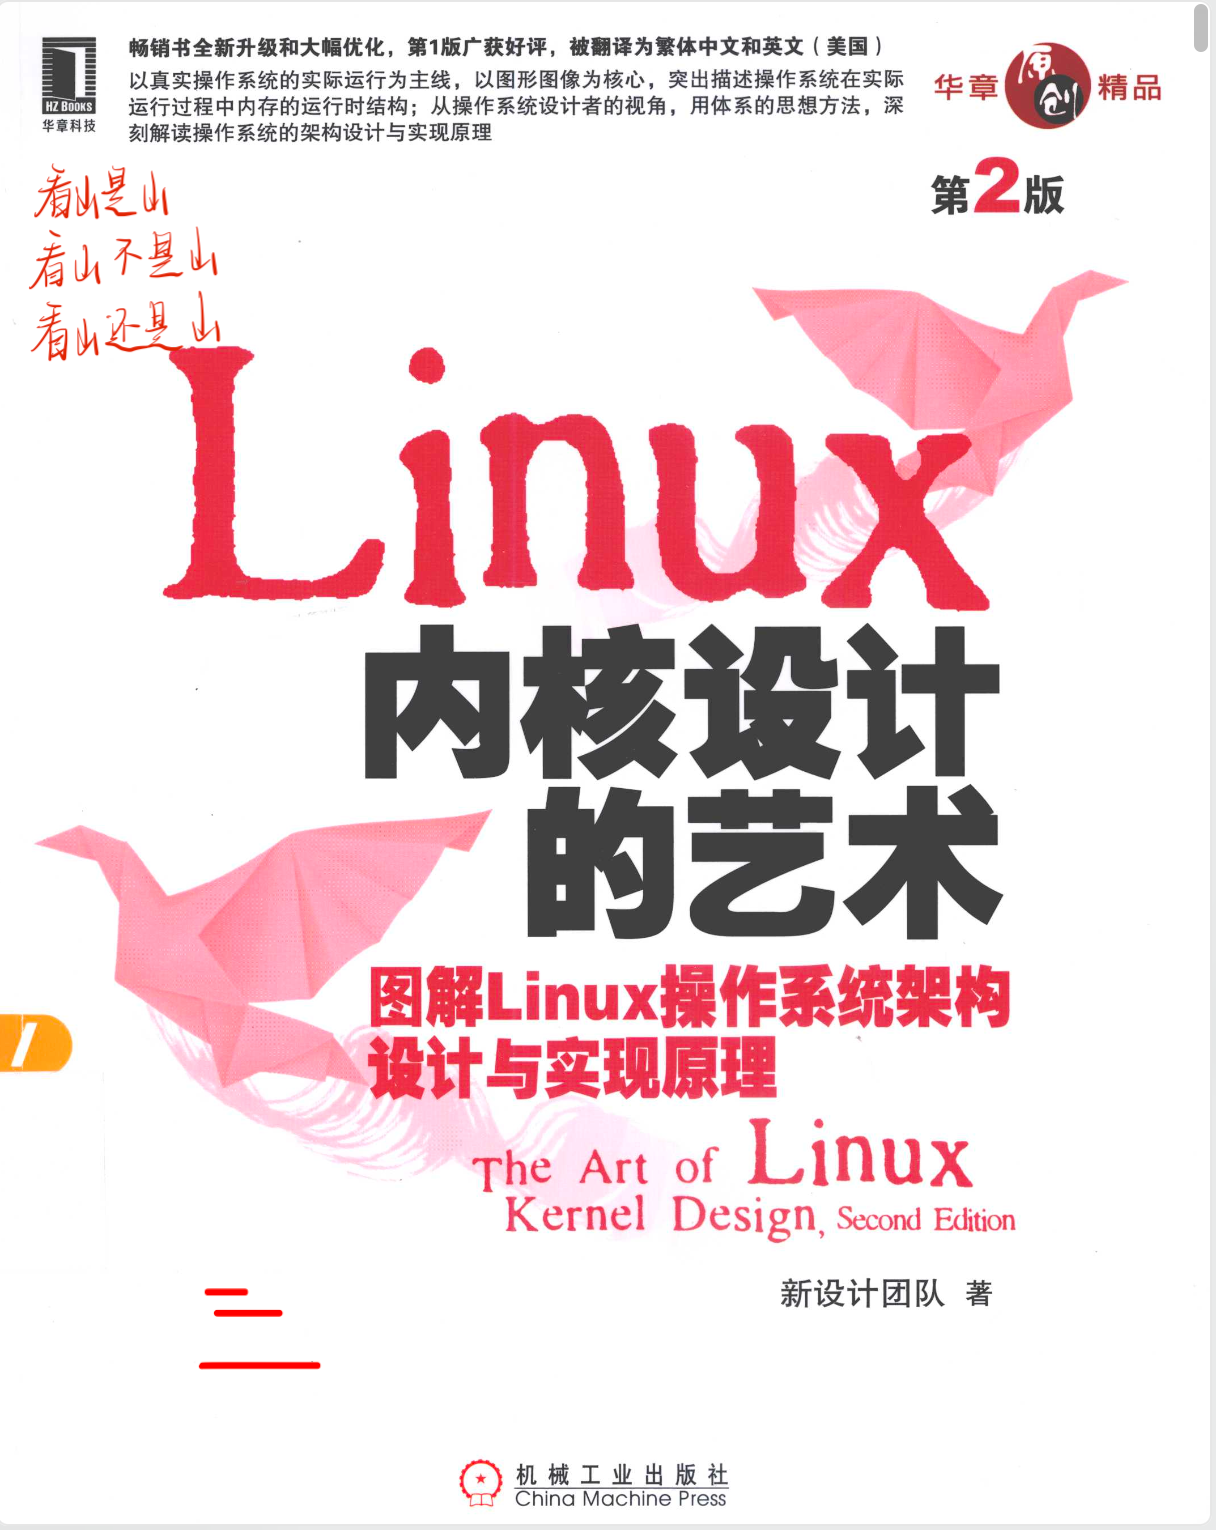 畅销书全新升级和大幅优化，第1版广获好评，被翻译为繁体中文和英文（美国）
以真实操作系统的实际运行为主线，以图形图像为核心，突出描述操作系统在实际
运行过程中内存的运行时结构；从操作系统设计者的视角，用体系的思想方法，深
刻解读操作系统的架构设计与实现原理
HZ BOOKS
华章科技
华章
原创
精品
第2版
看山是山
看山不是山
看山还是山
Linux
内核设计
的艺术
图解Linux操作系统架构
设计与实现原理
The Art of Linux
Kernel Design, Second Edition
新设计团队 著
机械工业出版社
China Machine Press